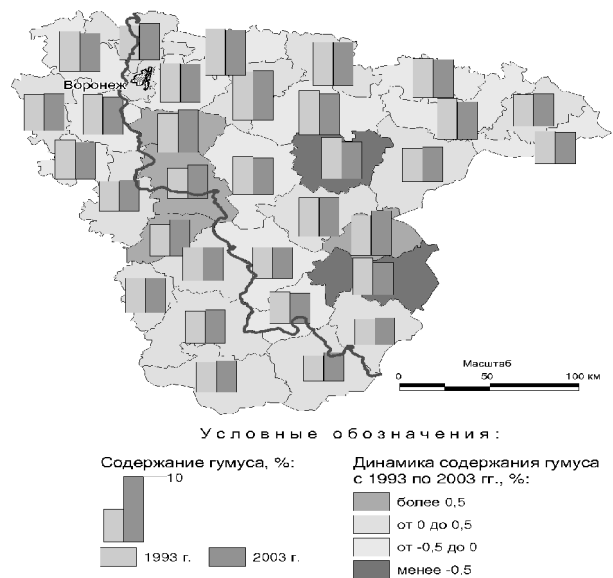 Воронеж
Масштаб
0 50 100 км
Условные обозначения:
Содержание гумуса, %:
10
1993 г. 2003 г.
Динамика содержания гумуса
с 1993 по 2003 гг., %:
более 0,5
от 0 до 0,5
от -0,5 до 0
менее -0,5